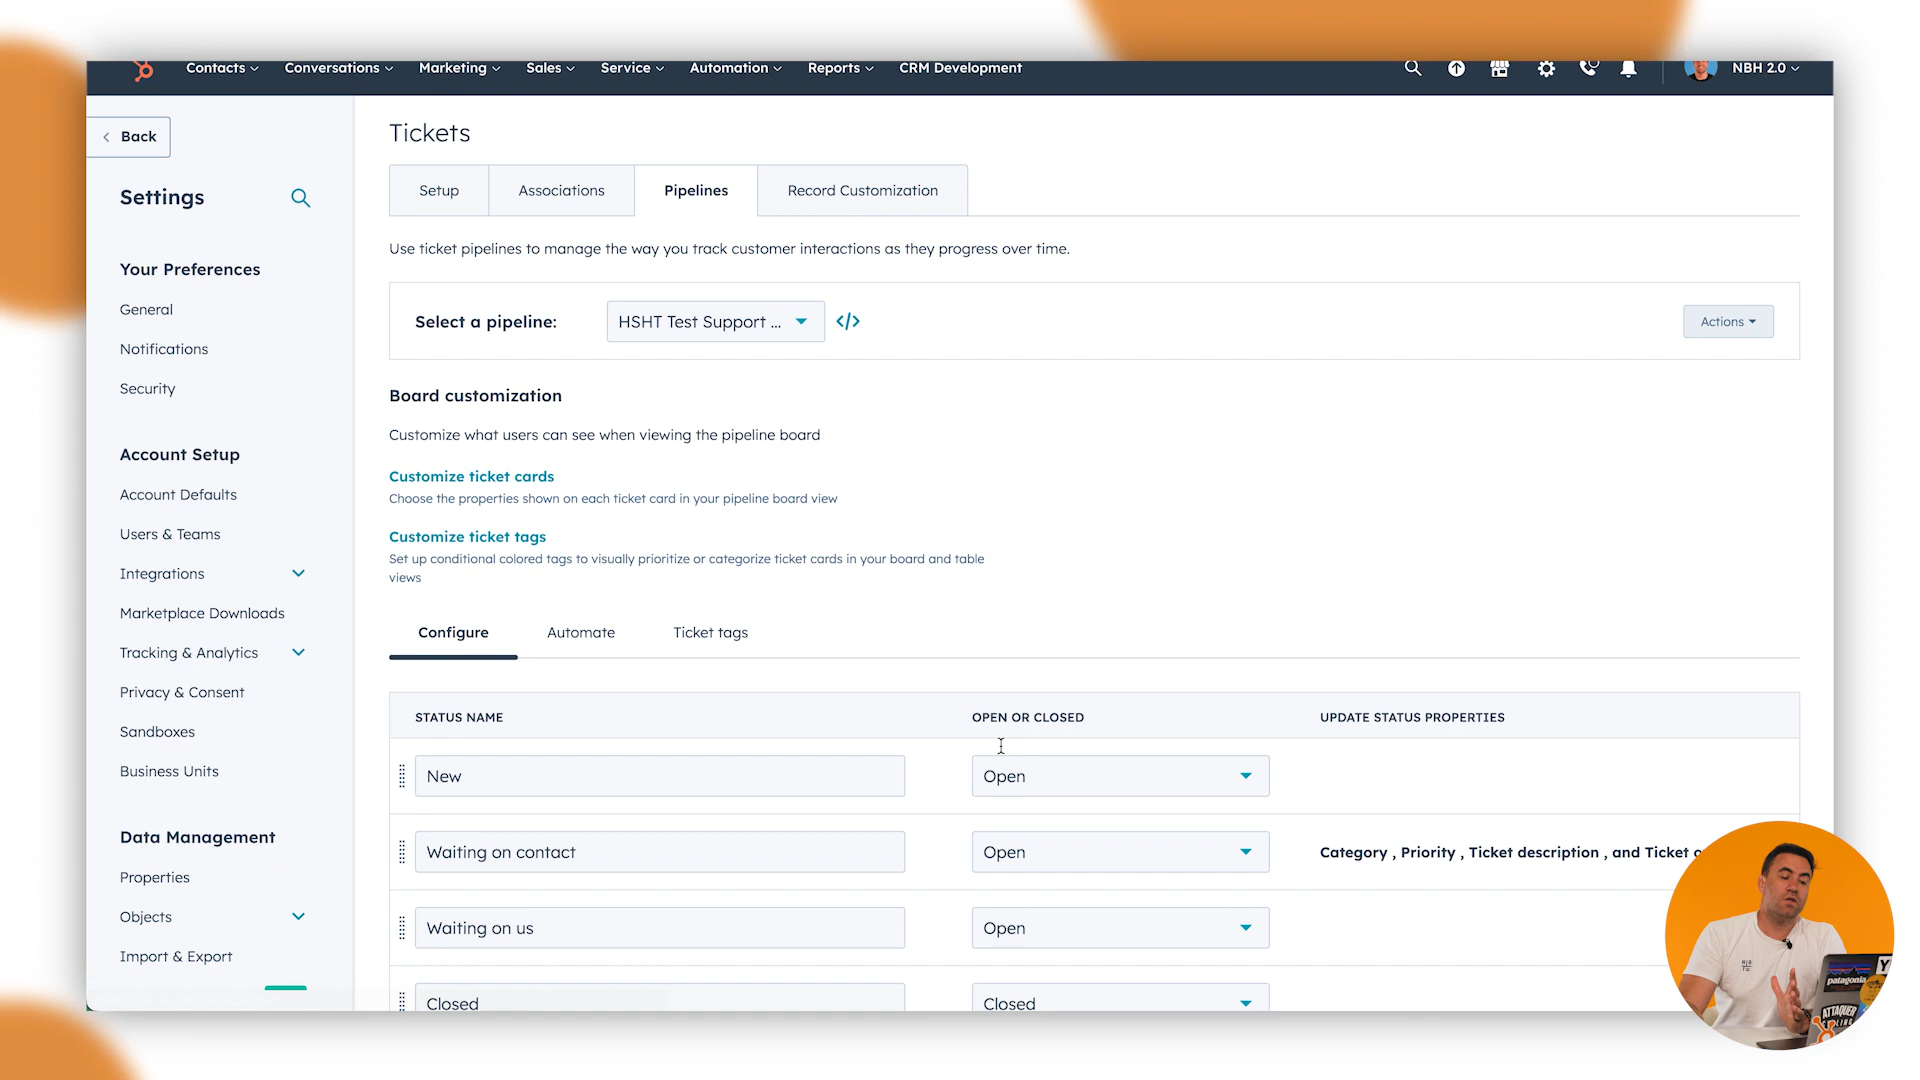 Contacts
Conversations
Marketing
Sales
Service
Automation
Reports
CRM Development
NBH 2.0
Back
Settings
Your Preferences
General
Notifications
Security
Account Setup
Account Defaults
Users & Teams
Integrations
Marketplace Downloads
Tracking & Analytics
Privacy & Consent
Sandboxes
Business Units
Data Management
Properties
Objects
Import & Export
Tickets
Setup
Associations
Pipelines
Record Customization
Use ticket pipelines to manage the way you track customer interactions as they progress over time.
Select a pipeline:
HSHT Test Support ...
</>
Actions
Board customization
Customize what users can see when viewing the pipeline board
Customize ticket cards
Choose the properties shown on each ticket card in your pipeline board view
Customize ticket tags
Set up conditional colored tags to visually prioritize or categorize ticket cards in your board and table
views
Configure
Automate
Ticket tags
STATUS NAME
OPEN OR CLOSED
UPDATE STATUS PROPERTIES
New
Open
Waiting on contact
Open
Category , Priority , Ticket description , and Ticket
Waiting on us
Open
Closed
Closed
patagonia
ATTAQUER